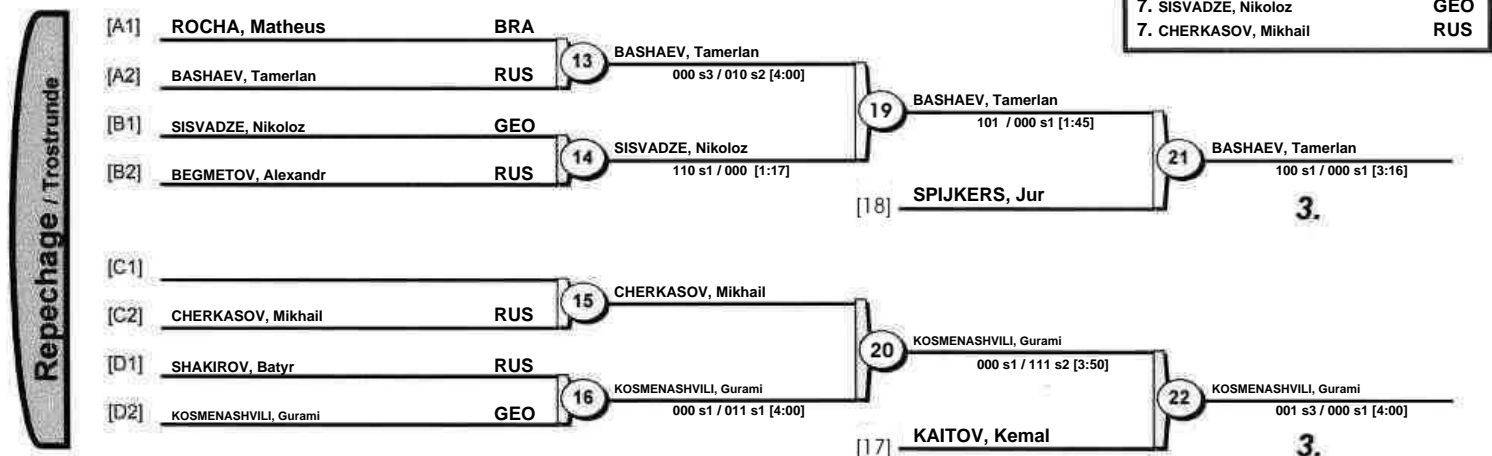 7. SISVADZE, Nikoloz GEO
7. CHERKASOV, Mikhail RUS
Repechage / Trostrunde
[A1] ROCHA, Matheus BRA
13
BASHAEV, Tamerlan
000 s3 / 010 s2 [4:00]
[A2] BASHAEV, Tamerlan RUS
19
BASHAEV, Tamerlan
101 / 000 s1 [1:45]
[B1] SISVADZE, Nikoloz GEO
14
SISVADZE, Nikoloz
110 s1 / 000 [1:17]
[B2] BEGMETOV, Alexandr RUS
21
BASHAEV, Tamerlan
100 s1 / 000 s1 [3:16]
[18] SPIJKERS, Jur
3.
[C1]
15
CHERKASOV, Mikhail
[C2] CHERKASOV, Mikhail RUS
20
KOSMENASHVILI, Gurami
000 s1 / 111 s2 [3:50]
[D1] SHAKIROV, Batyr RUS
16
KOSMENASHVILI, Gurami
000 s1 / 011 s1 [4:00]
[D2] KOSMENASHVILI, Gurami GEO
22
KOSMENASHVILI, Gurami
001 s3 / 000 s1 [4:00]
[17] KAITOV, Kemal
3.